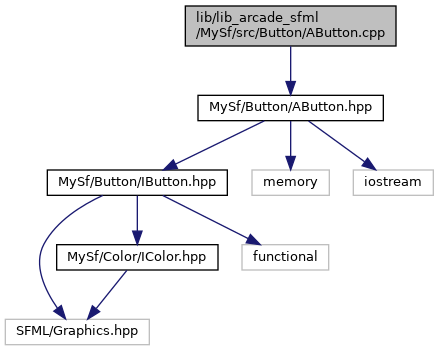 lib/lib_arcade_sfml
/MySf/src/Button/AButton.cpp
MySf/Button/AButton.hpp
MySf/Button/IButton.hpp
memory
iostream
MySf/Color/IColor.hpp
functional
SFML/Graphics.hpp